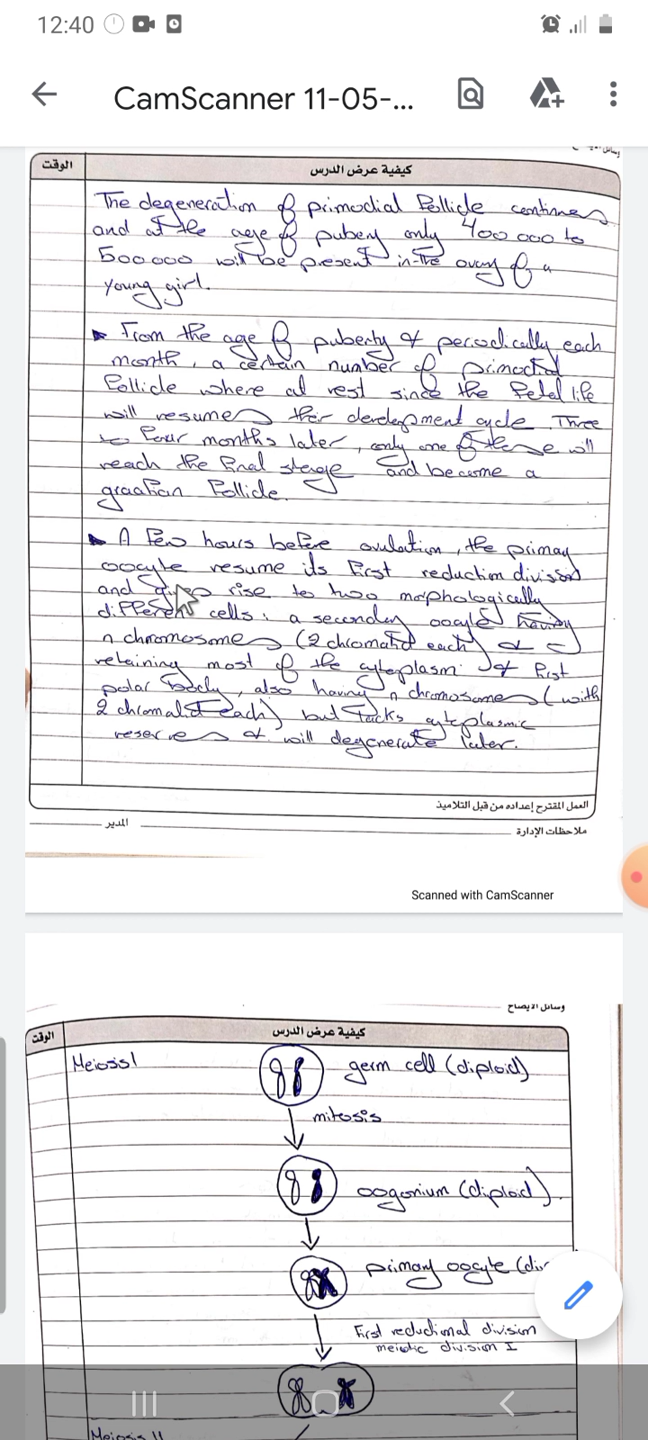 12:40
CamScanner 11-05-...
وسائل
كيفية عرض الدرس
الوقت
The degeneration of primodial Follicle continues
and at the age of pubery only 400 000 to
500 000 will be present in the ovary of a
young girl.
From the age of puberty & periodically each
month, a certain number of primodial
Follicle where at rest since the fetal life
will resumes their development cycle. Three
to Four months later, only one of these will
reach the final stage and become a
graafian Follicle.
A Few hours before ovulation, the primary
oocyte resume its First reduction division
and rise to two morphologically
different cells: a secondary oocyte having
n chromosomes (2 chromatid each) &
retaining most of the cytoplasm & first
polar body, also having n chromosomes (with
2 chromatid each) but lacks cytoplasmic
reserves & will degenerate later.
العمل المقترح إعداده من قبل التلاميذ
ملاحظات الإدارة
المدير
Scanned with CamScanner
وسائل الايضاح
كيفية عرض الدرس
الوقت
Meiosis I
germ cell (diploid)
mitosis
oogonium (diploid).
primary oocyte (di
First reductional division
meiotic division I
Meiosis II